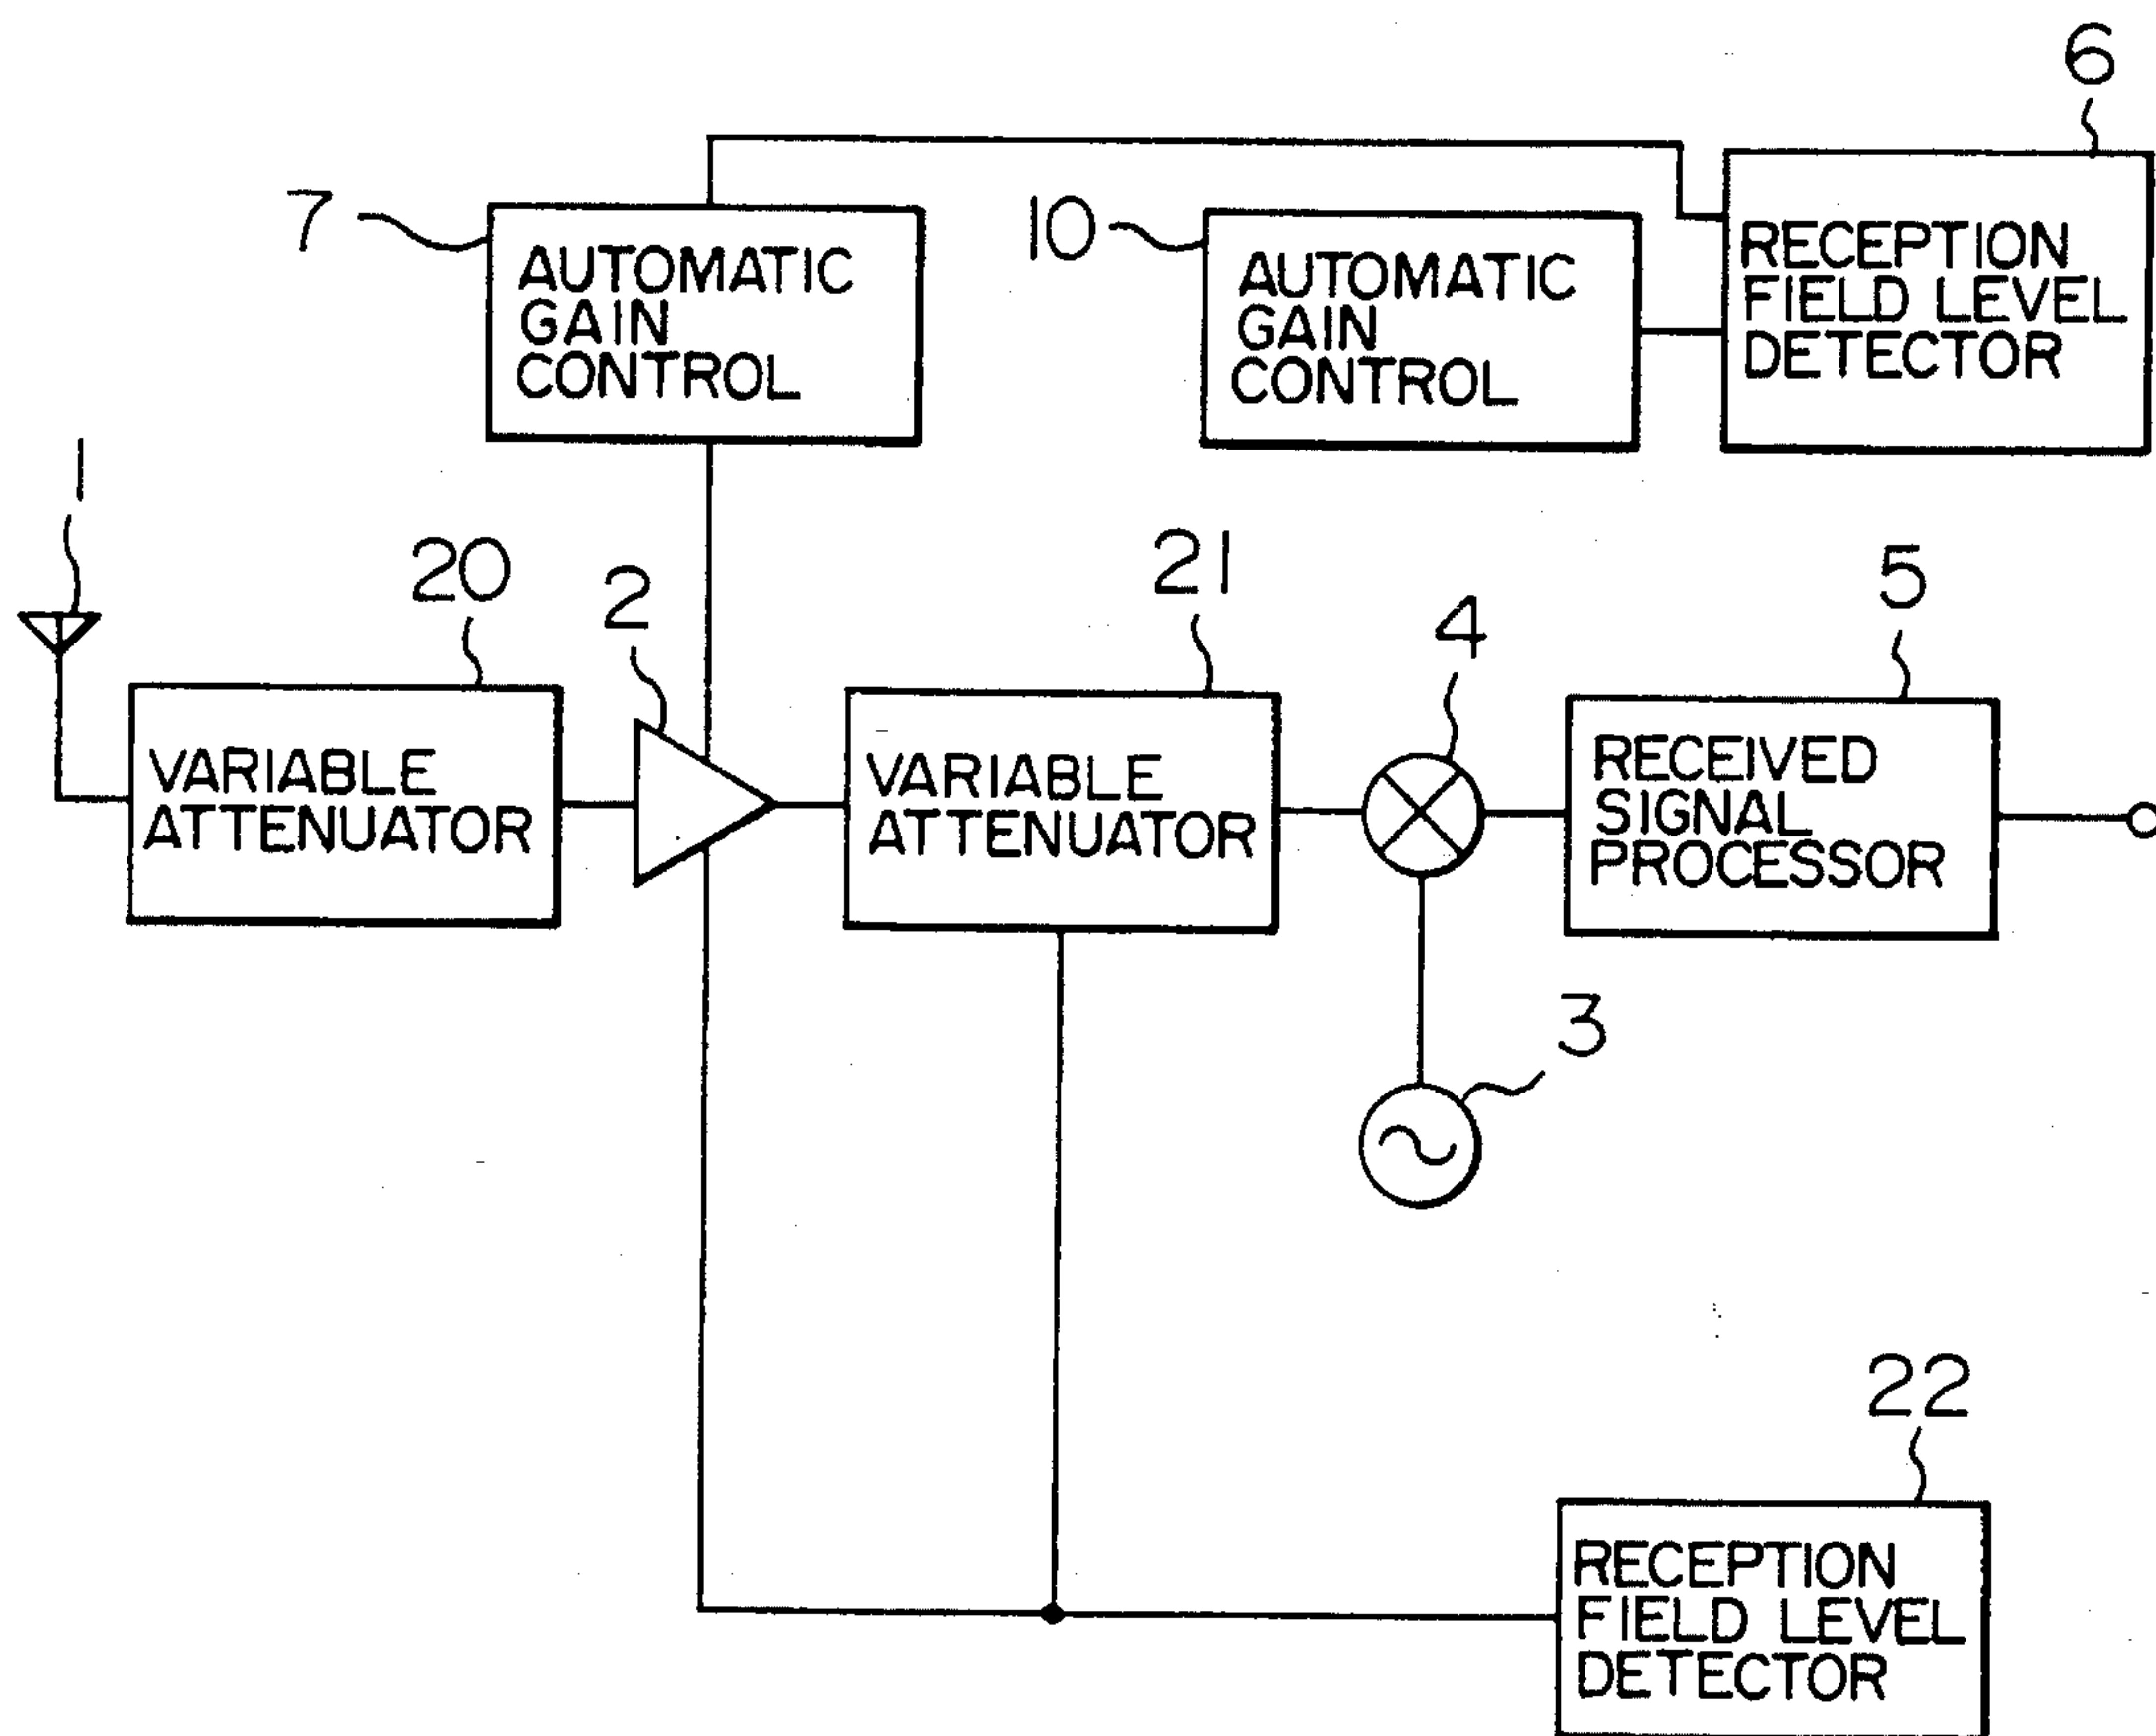 6
7
AUTOMATIC
GAIN
CONTROL
10
AUTOMATIC
GAIN
CONTROL
RECEPTION
FIELD LEVEL
DETECTOR
1
20
VARIABLE
ATTENUATOR
2
21
VARIABLE
ATTENUATOR
4
5
RECEIVED
SIGNAL
PROCESSOR
3
22
RECEPTION
FIELD LEVEL
DETECTOR